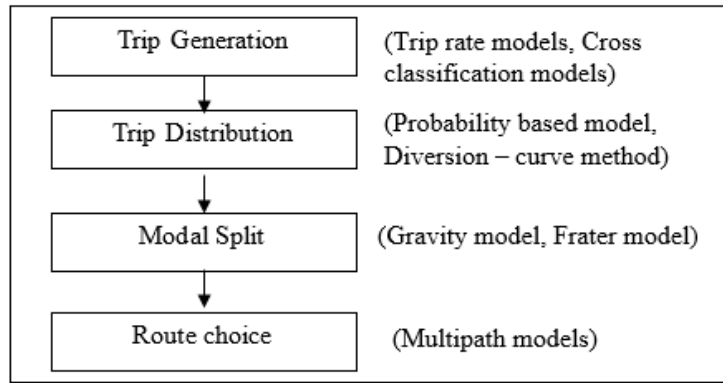 Trip Generation
(Trip rate models, Cross
classification models)
Trip Distribution
(Probability based model,
Diversion – curve method)
Modal Split
(Gravity model, Frater model)
Route choice
(Multipath models)